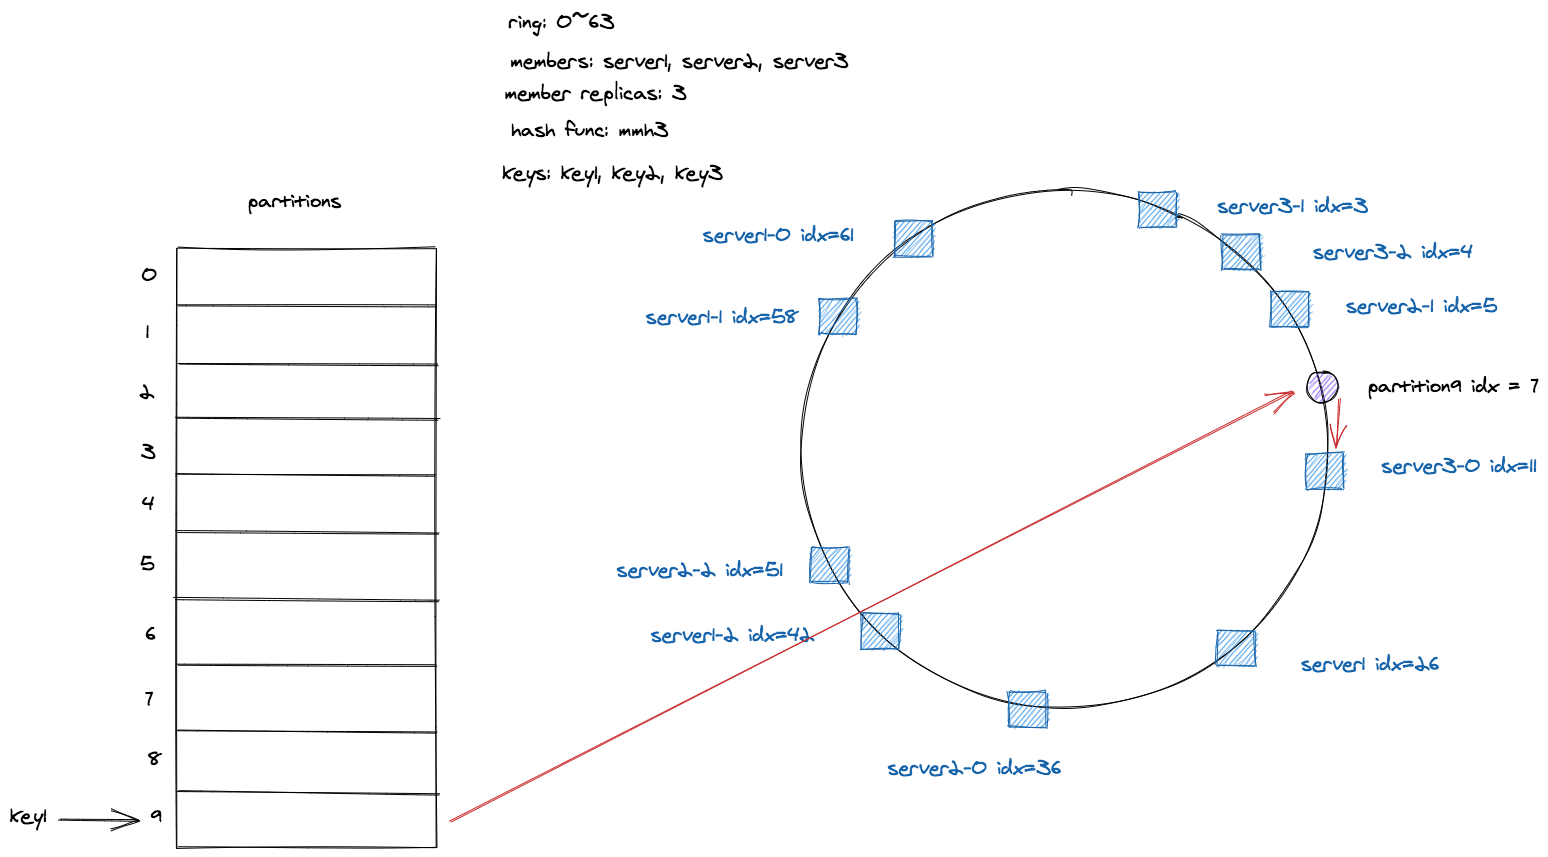 ring: 0~63
members: server1, server2, server3
member replicas: 3
hash func: mmh3
keys: key1, key2, key3
partitions
0
1
2
3
4
5
6
7
8
9
key1
server1-0 idx=61
server1-1 idx=58
server3-1 idx=3
server3-2 idx=4
server2-1 idx=5
partition9 idx = 7
server3-0 idx=11
server2-2 idx=51
server1-2 idx=42
server1 idx=26
server2-0 idx=36